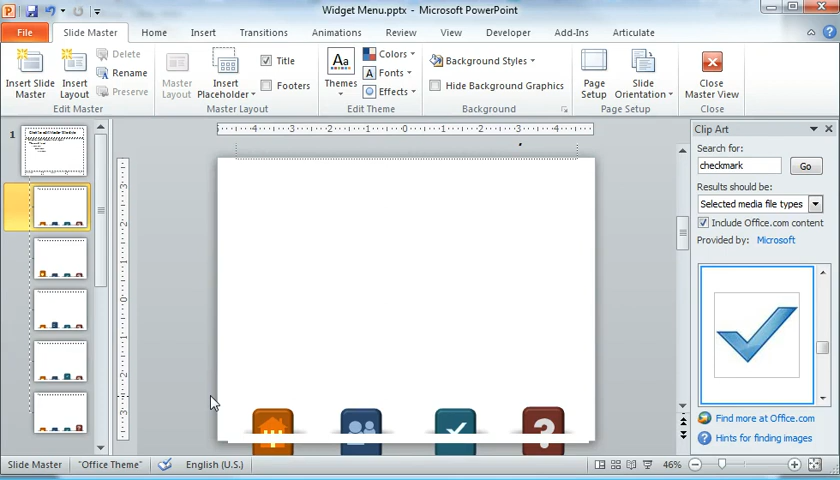 Widget Menu.pptx - Microsoft PowerPoint
File Slide Master Home Insert Transitions Animations Review View Developer Add-Ins Articulate
Insert Slide Master
Insert Layout
Delete
Rename
Preserve
Edit Master
Master Layout
Insert Placeholder
Title
Footers
Master Layout
Themes
Colors
Fonts
Effects
Edit Theme
Background Styles
Hide Background Graphics
Background
Page Setup
Slide Orientation
Page Setup
Close Master View
Close
Clip Art
Search for:
checkmark Go
Results should be:
Selected media file types
Include Office.com content
Provided by: Microsoft
Find more at Office.com
Hints for finding images
1
Slide Master "Office Theme" English (U.S.) 46%